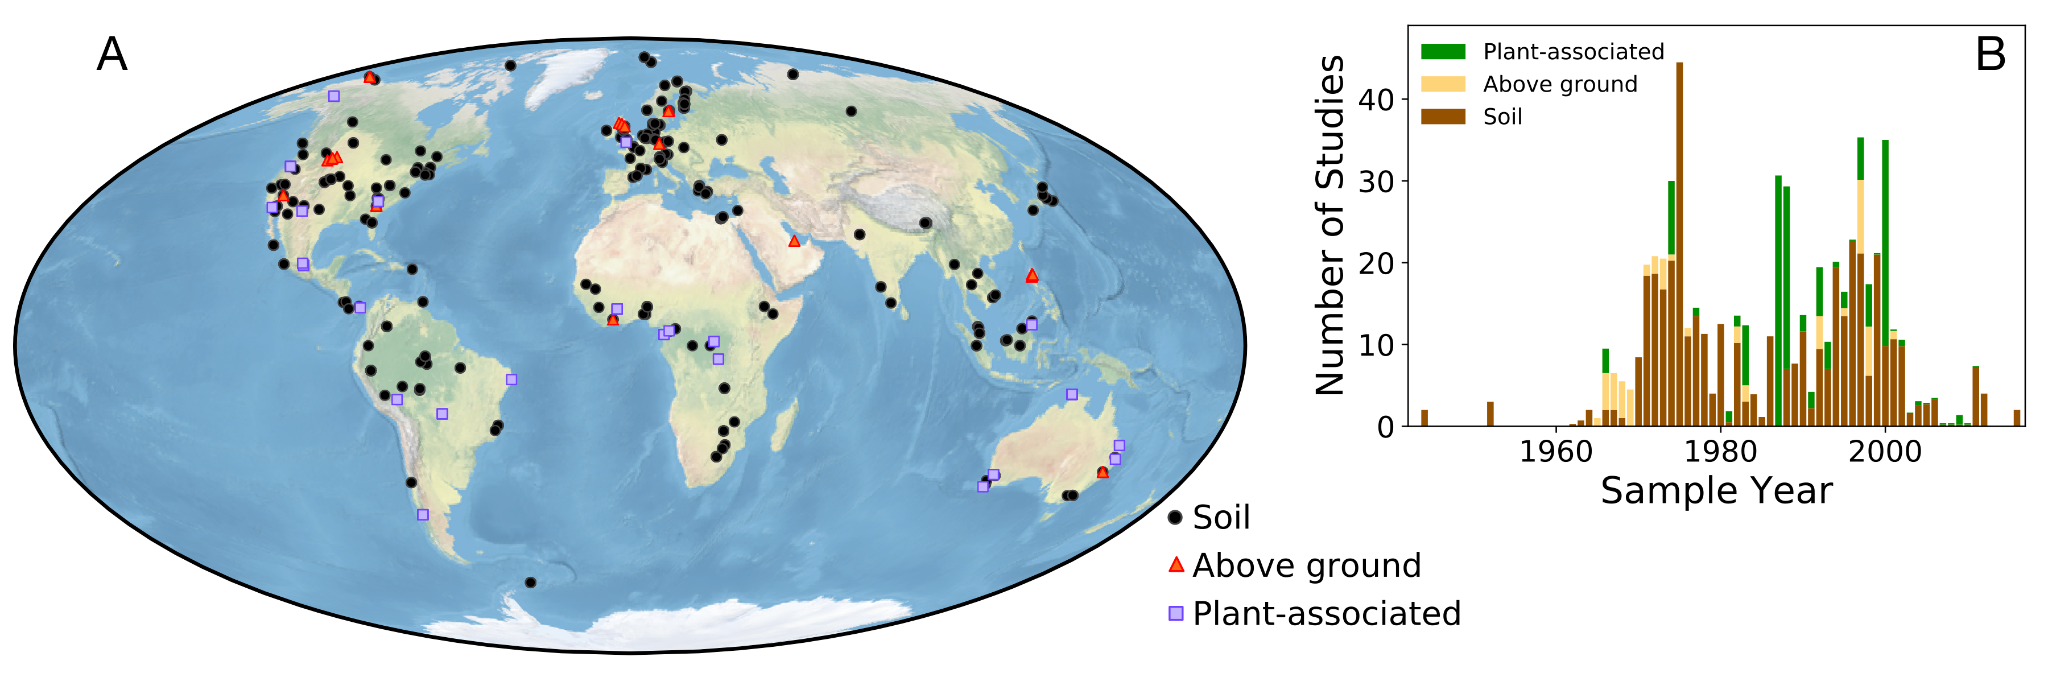 A
Soil
Above ground
Plant-associated
B
Plant-associated
Above ground
Soil
Number of Studies
40
30
20
10
0
1960 1980 2000
Sample Year